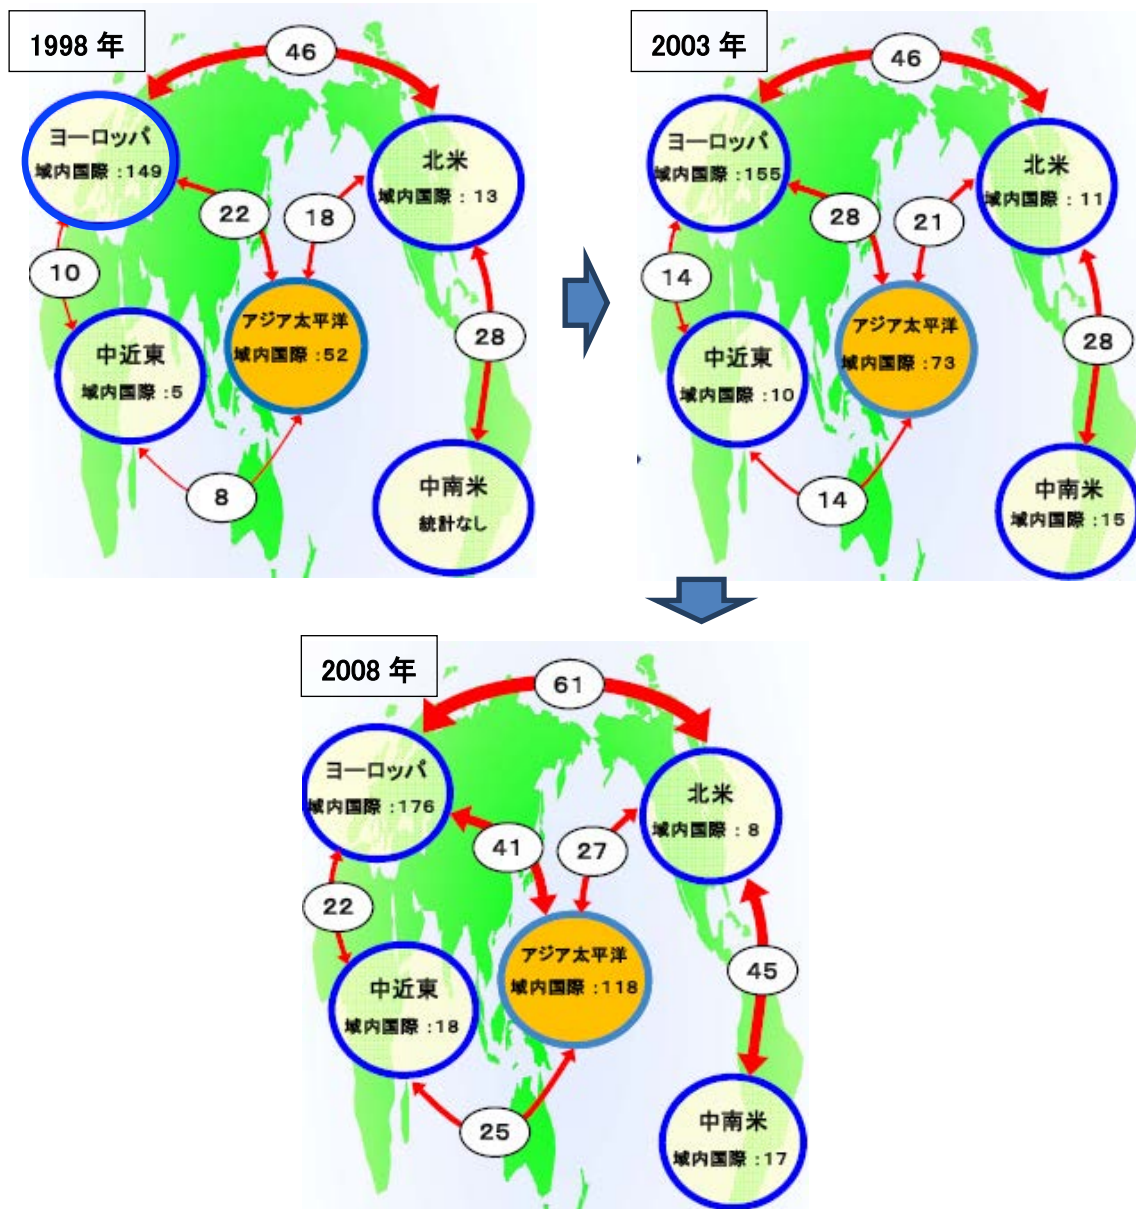 1998 年
46
ヨーロッパ
域内国際 : 149
北米
域内国際 : 13
22
18
10
アジア太平洋
域内国際 : 52
中近東
域内国際 : 5
28
8
中南米
統計なし
2003 年
46
ヨーロッパ
域内国際 : 155
北米
域内国際 : 11
28
21
14
アジア太平洋
域内国際 : 73
中近東
域内国際 : 10
28
14
中南米
域内国際 : 15
2008 年
61
ヨーロッパ
域内国際 : 176
北米
域内国際 : 8
41
27
22
アジア太平洋
域内国際 : 118
中近東
域内国際 : 18
45
25
中南米
域内国際 : 17